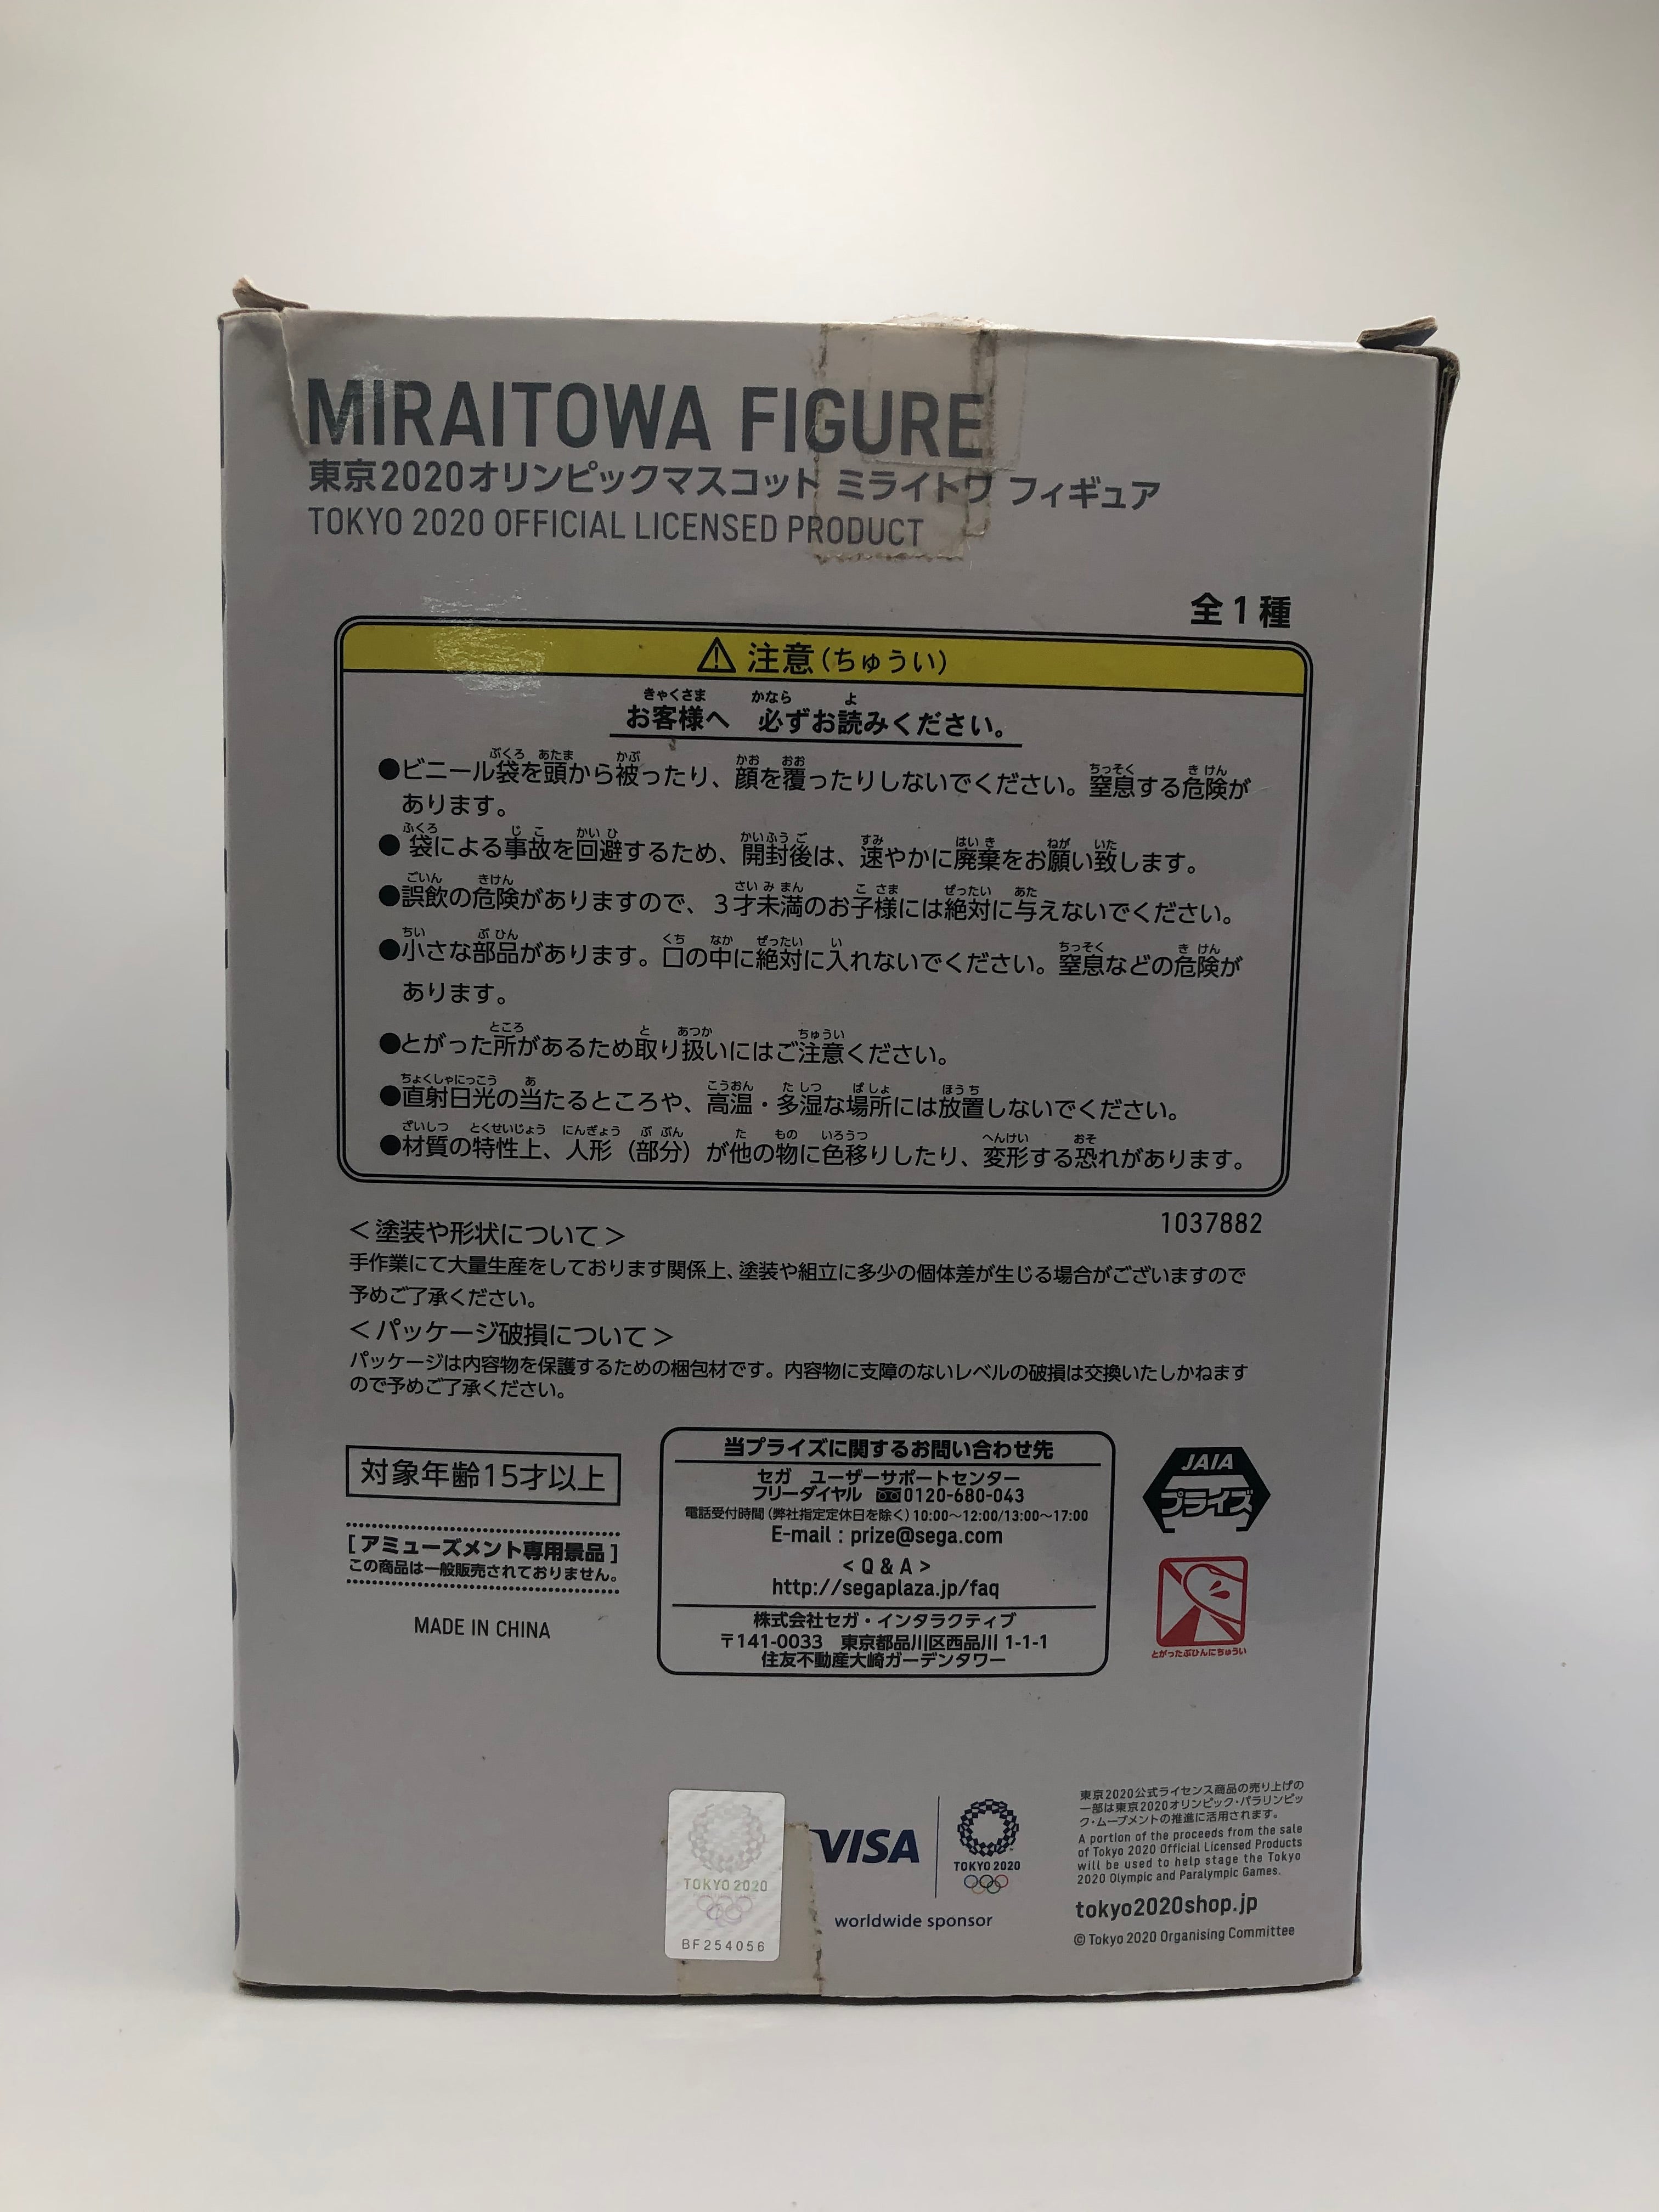 MIRAITOWA FIGURE
東京2020オリンピックマスコット ミライトワ フィギュア
TOKYO 2020 OFFICIAL LICENSED PRODUCT
全1種
注意(ちゅうい)
お客様へ 必ずお読みください。
●ビニール袋を頭から被ったり、顔を覆ったりしないでください。窒息する危険が
あります。
●袋による事故を回避するため、開封後は、速やかに廃棄をお願い致します。
●誤飲の危険がありますので、3才未満のお子様には絶対に与えないでください。
●小さな部品があります。口の中に絶対に入れないでください。窒息などの危険が
あります。
●とがった所があるため取り扱いにはご注意ください。
●直射日光の当たるところや、高温・多湿な場所には放置しないでください。
●材質の特性上、人形(部分)が他の物に色移りしたり、変形する恐れがあります。
1037882
<塗装や形状について>
手作業にて大量生産をしております関係上、塗装や組立に多少の個体差が生じる場合がございますので
予めご了承ください。
<パッケージ破損について>
パッケージは内容物を保護するための梱包材です。内容物に支障のないレベルの破損は交換いたしかねます
ので予めご了承ください。
対象年齢15才以上
[アミューズメント専用景品]
この商品は一般販売されておりません。
MADE IN CHINA
当プライズに関するお問い合わせ先
セガ ユーザーサポートセンター
フリーダイヤル 0120-680-043
電話受付時間(弊社指定定休日を除く)10:00〜12:00/13:00〜17:00
E-mail : prize@sega.com
< Q & A >
http://segaplaza.jp/faq
株式会社セガ・インタラクティブ
〒141-0033 東京都品川区西品川 1-1-1
住友不動産大崎ガーデンタワー
JAIA
プライズ
とがったぶひんにちゅうい
TOKYO 2020
BF254056
VISA
TOKYO 2020
worldwide sponsor
東京2020公式ライセンス商品の売り上げの
一部は東京2020オリンピック・パラリンピッ
ク・ムーブメントの推進に活用されます。
A portion of the proceeds from the sale
of Tokyo 2020 Official Licensed Products
will be used to help stage the Tokyo
2020 Olympic and Paralympic Games.
tokyo2020shop.jp
© Tokyo 2020 Organising Committee